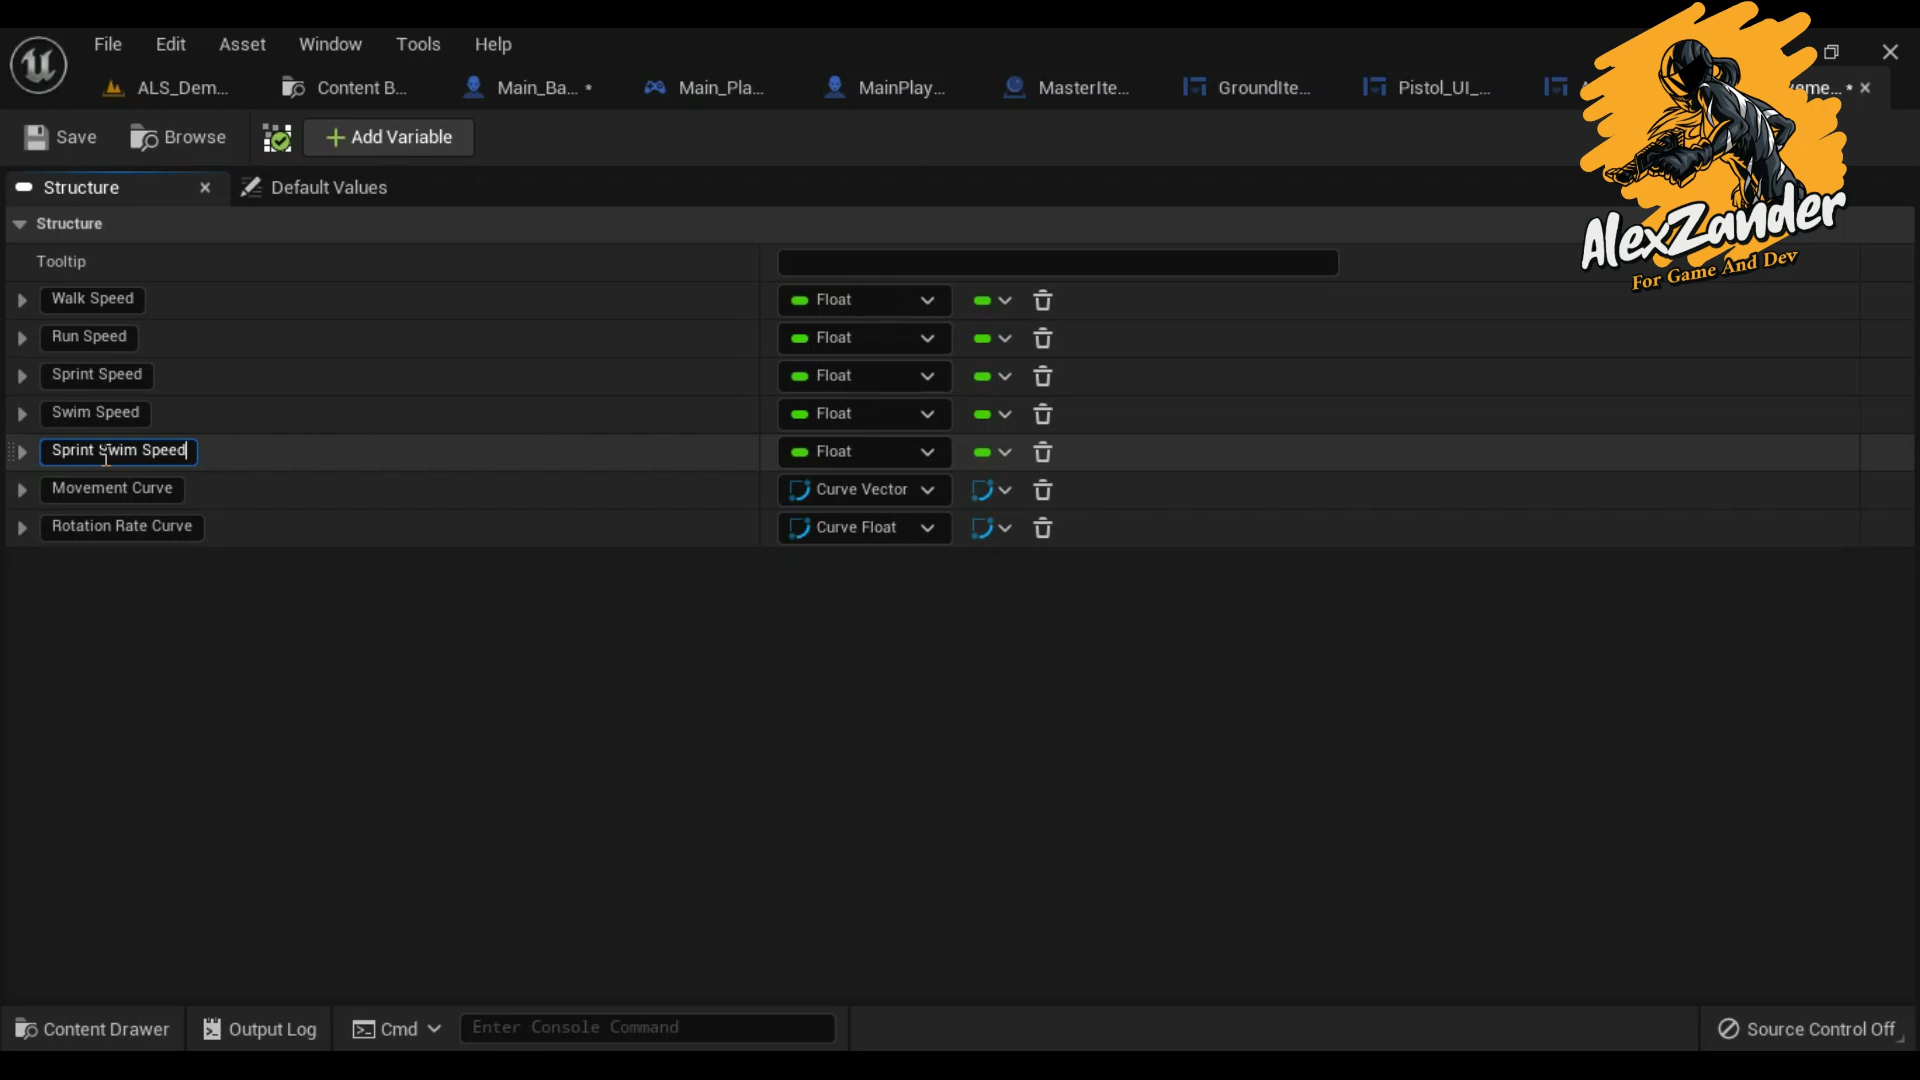 File Edit Asset Window Tools Help
ALS_Dem... Content B... Main_Ba... * Main_Pla... MainPlay... MasterIte... GroundIte... Pistol_UI_... eme... *
Save Browse Add Variable
AlexZander
For Game And Dev
Structure Default Values
Structure
Tooltip
Walk Speed Float
Run Speed Float
Sprint Speed Float
Swim Speed Float
Sprint Swim Speed Float
Movement Curve Curve Vector
Rotation Rate Curve Curve Float
Content Drawer Output Log Cmd Enter Console Command Source Control Off